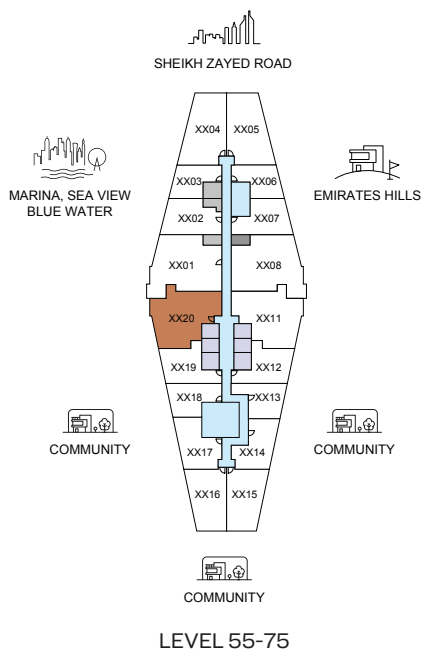 SHEIKH ZAYED ROAD
XX04 XX05
MARINA, SEA VIEW
BLUE WATER
XX03 XX06
EMIRATES HILLS
XX02 XX07
XX01 XX08
XX20 XX11
XX19 XX12
XX18 XX13
COMMUNITY
COMMUNITY
XX17 XX14
XX16 XX15
COMMUNITY
LEVEL 55-75